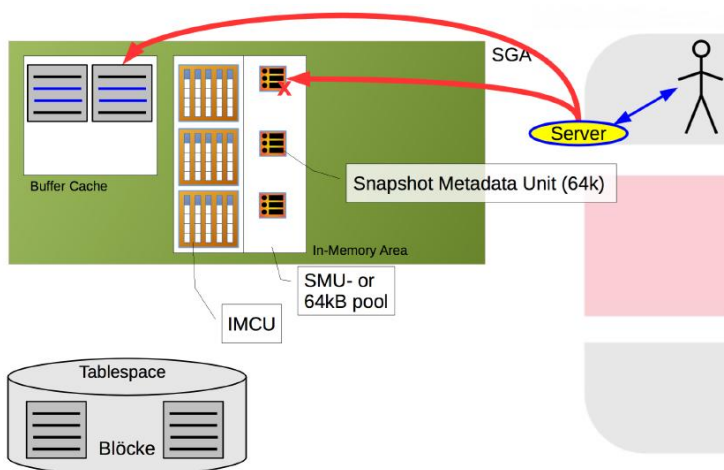 SGA
Server
Buffer Cache
Snapshot Metadata Unit (64k)
In-Memory Area
SMU- or
64kB pool
IMCU
Tablespace
Blöcke
x